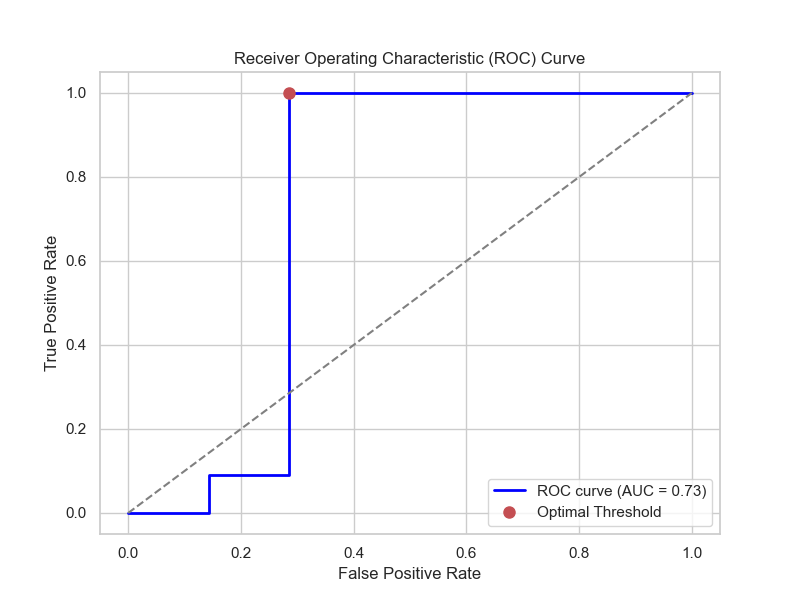 Receiver Operating Characteristic (ROC) Curve
True Positive Rate
1.0
0.8
0.6
0.4
0.2
0.0
ROC curve (AUC = 0.73)
Optimal Threshold
0.0 0.2 0.4 0.6 0.8 1.0
False Positive Rate